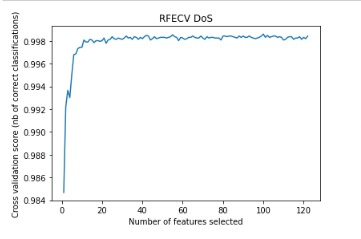 RFECV DoS
Cross validation score (nb of correct classifications)
0.998
0.996
0.994
0.992
0.990
0.988
0.986
0.984
0 20 40 60 80 100 120
Number of features selected